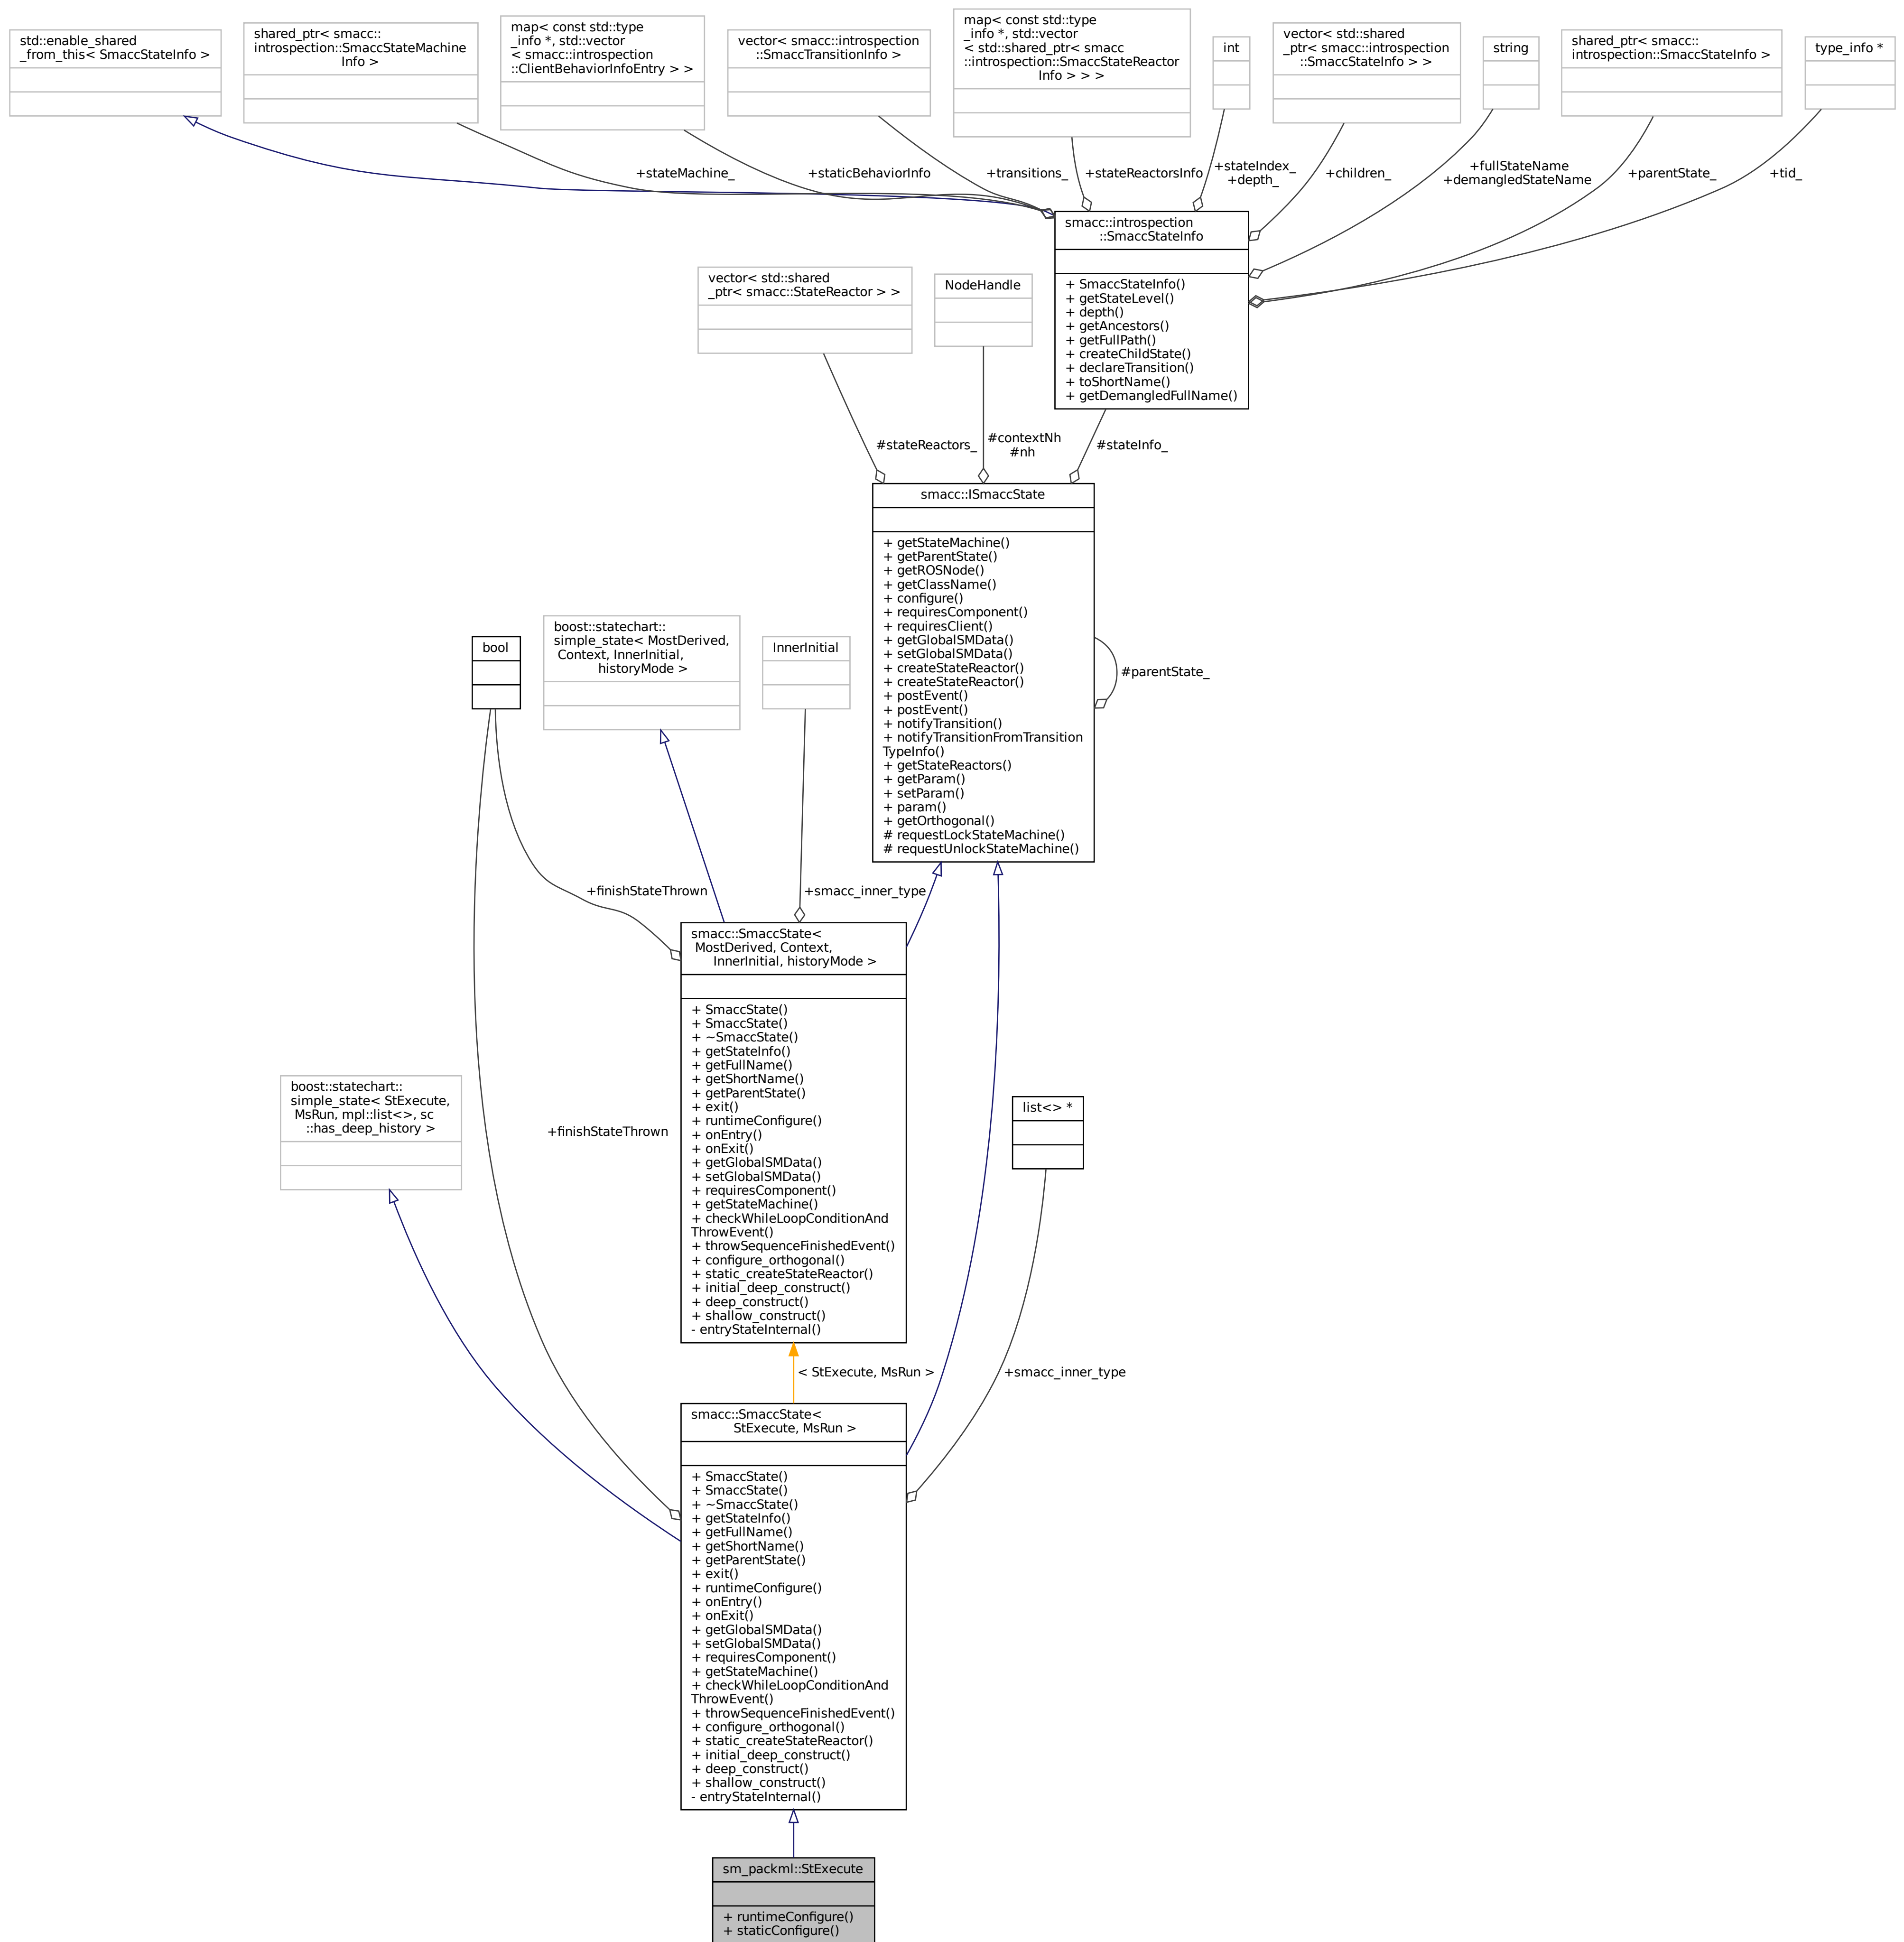 std::enable_shared
_from_this< SmaccStateInfo >
shared_ptr< smacc::
introspection::SmaccStateMachine
Info >
map< const std::type
_info *, std::vector
< smacc::introspection
::ClientBehaviorInfoEntry > >
vector< smacc::introspection
::SmaccTransitionInfo >
map< const std::type
_info *, std::vector
< std::shared_ptr< smacc
::introspection::SmaccStateReactor
Info > > >
int
vector< std::shared
_ptr< smacc::introspection
::SmaccStateInfo > >
string
shared_ptr< smacc::
introspection::SmaccStateInfo >
type_info *
+stateMachine_
+staticBehaviorInfo
+transitions_
+stateReactorsInfo
+stateIndex_
+depth_
+children_
+fullStateName
+demangledStateName
+parentState_
+tid_
smacc::introspection
::SmaccStateInfo
+ SmaccStateInfo()
+ getStateLevel()
+ depth()
+ getAncestors()
+ getFullPath()
+ createChildState()
+ declareTransition()
+ toShortName()
+ getDemangledFullName()
vector< std::shared
_ptr< smacc::StateReactor > >
NodeHandle
#stateReactors_
#contextNh
#nh
#stateInfo_
smacc::ISmaccState
+ getStateMachine()
+ getParentState()
+ getROSNode()
+ getClassName()
+ configure()
+ requiresComponent()
+ requiresClient()
+ getGlobalSMData()
+ setGlobalSMData()
+ createStateReactor()
+ createStateReactor()
+ postEvent()
+ postEvent()
+ notifyTransition()
+ notifyTransitionFromTransition
TypeInfo()
+ getStateReactors()
+ getParam()
+ setParam()
+ param()
+ getOrthogonal()
# requestLockStateMachine()
# requestUnlockStateMachine()
#parentState_
bool
boost::statechart::
simple_state< MostDerived,
Context, InnerInitial,
historyMode >
InnerInitial
+finishStateThrown
+smacc_inner_type
smacc::SmaccState<
MostDerived, Context,
InnerInitial, historyMode >
+ SmaccState()
+ SmaccState()
+ ~SmaccState()
+ getStateInfo()
+ getFullName()
+ getShortName()
+ getParentState()
+ exit()
+ runtimeConfigure()
+ onEntry()
+ onExit()
+ getGlobalSMData()
+ setGlobalSMData()
+ requiresComponent()
+ getStateMachine()
+ checkWhileLoopConditionAnd
ThrowEvent()
+ throwSequenceFinishedEvent()
+ configure_orthogonal()
+ static_createStateReactor()
+ initial_deep_construct()
+ deep_construct()
+ shallow_construct()
- entryStateInternal()
boost::statechart::
simple_state< StExecute,
MsRun, mpl::list<>, sc
::has_deep_history >
+finishStateThrown
list<> *
< StExecute, MsRun >
+smacc_inner_type
smacc::SmaccState<
StExecute, MsRun >
+ SmaccState()
+ SmaccState()
+ ~SmaccState()
+ getStateInfo()
+ getFullName()
+ getShortName()
+ getParentState()
+ exit()
+ runtimeConfigure()
+ onEntry()
+ onExit()
+ getGlobalSMData()
+ setGlobalSMData()
+ requiresComponent()
+ getStateMachine()
+ checkWhileLoopConditionAnd
ThrowEvent()
+ throwSequenceFinishedEvent()
+ configure_orthogonal()
+ static_createStateReactor()
+ initial_deep_construct()
+ deep_construct()
+ shallow_construct()
- entryStateInternal()
sm_packml::StExecute
+ runtimeConfigure()
+ staticConfigure()